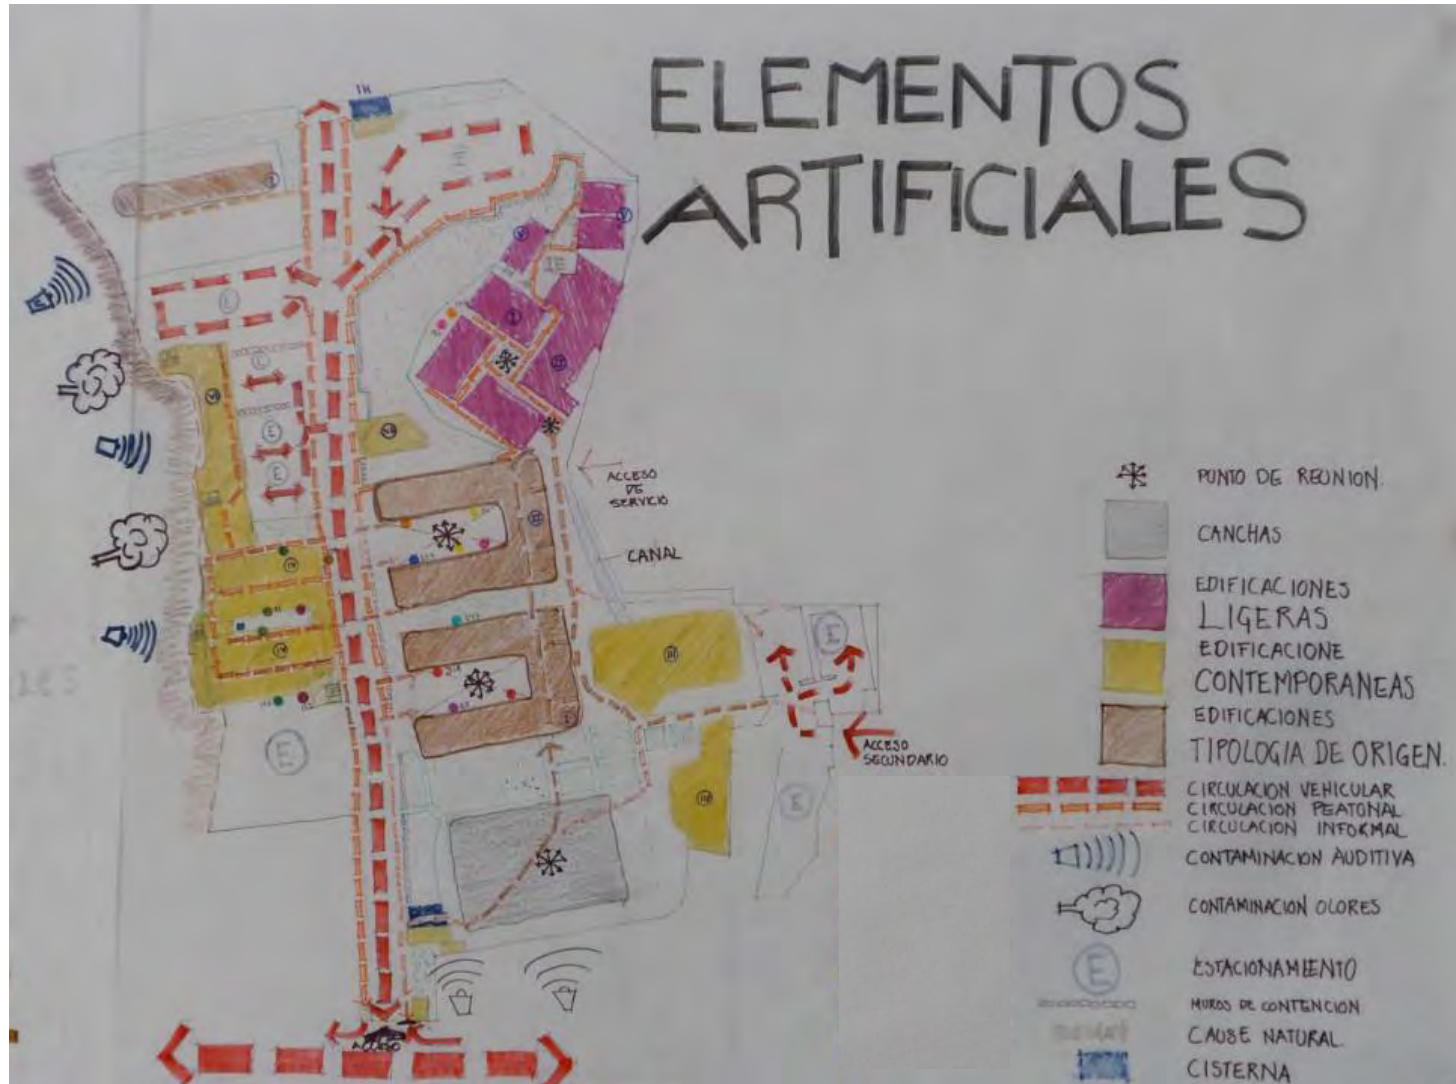 ELEMENTOS
ARTIFICIALES
1H
E
E
E
E
E
ACCESO
DE
SERVICIO
CANAL
III
E
E
ACCESO
SECUNDARIO
E
ACCESO
PUNTO DE REUNION.
CANCHAS
EDIFICACIONES
LIGERAS
EDIFICACIONE
CONTEMPORANEAS
EDIFICACIONES
TIPOLOGIA DE ORIGEN.
CIRCULACION VEHICULAR
CIRCULACION PEATONAL
CIRCULACION INFORMAL
CONTAMINACION AUDITIVA
CONTAMINACION OLORES
E
ESTACIONAMIENTO
MUROS DE CONTENCION
CAUSE NATURAL
CISTERNA